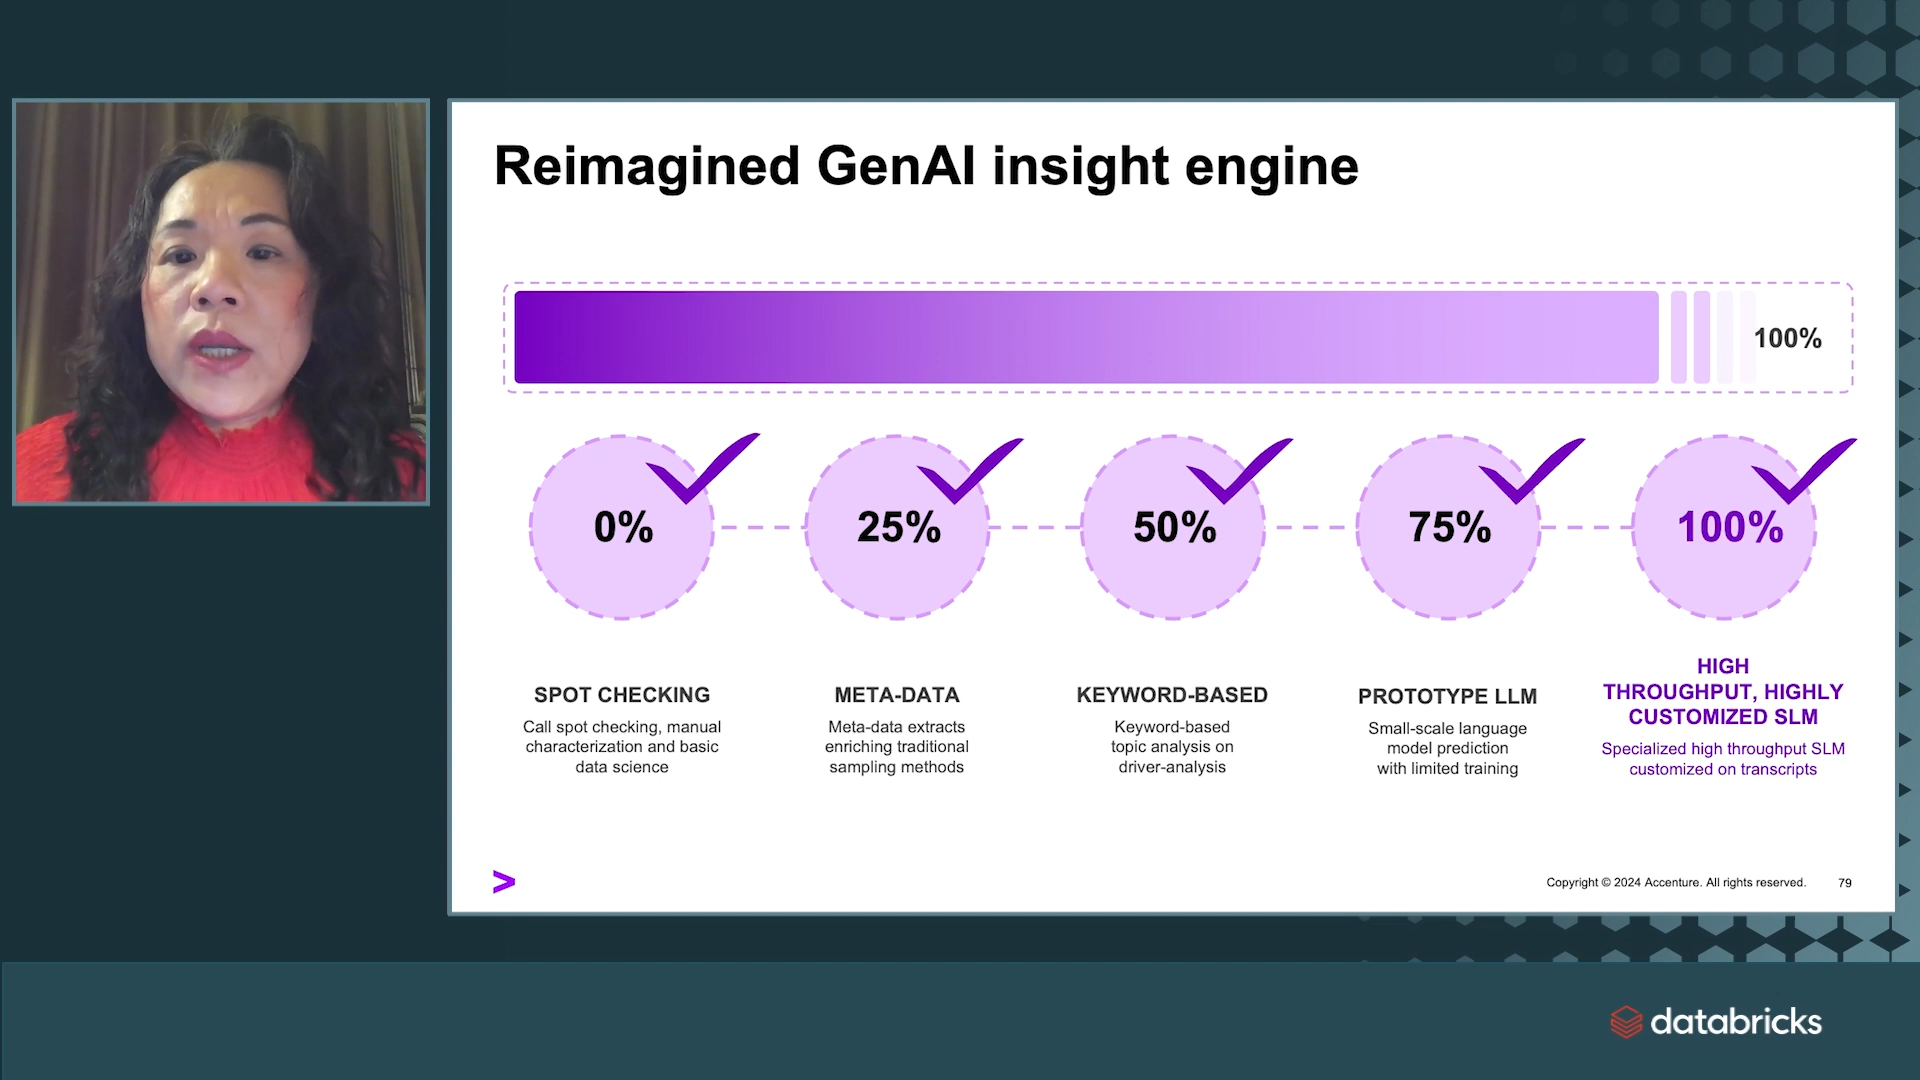 Reimagined GenAI insight engine
100%
0%
25%
50%
75%
100%
SPOT CHECKING
Call spot checking, manual
characterization and basic
data science
META-DATA
Meta-data extracts
enriching traditional
sampling methods
KEYWORD-BASED
Keyword-based
topic analysis on
driver-analysis
PROTOTYPE LLM
Small-scale language
model prediction
with limited training
HIGH
THROUGHPUT, HIGHLY
CUSTOMIZED SLM
Specialized high throughput SLM
customized on transcripts
>
Copyright © 2024 Accenture. All rights reserved.
79
databricks